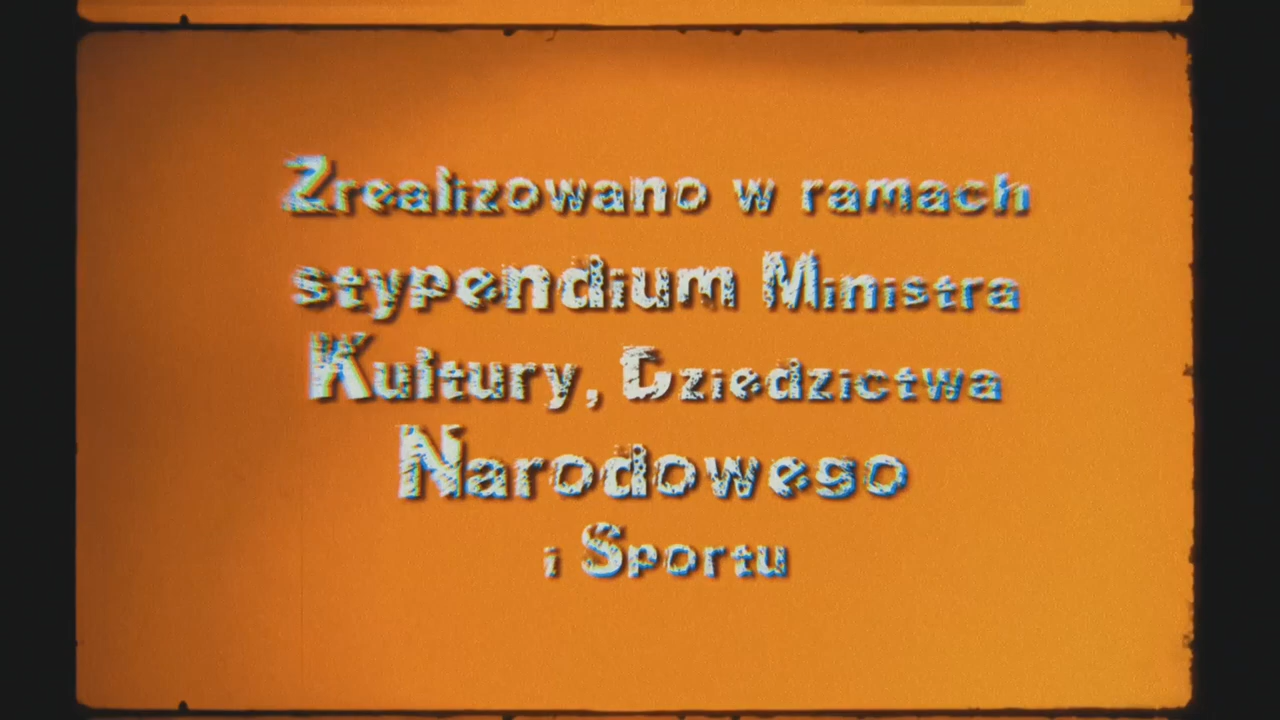 Zrealizowano w ramach
stypendium Ministra
Kultury, Dziedzictwa
Narodowego
i Sportu